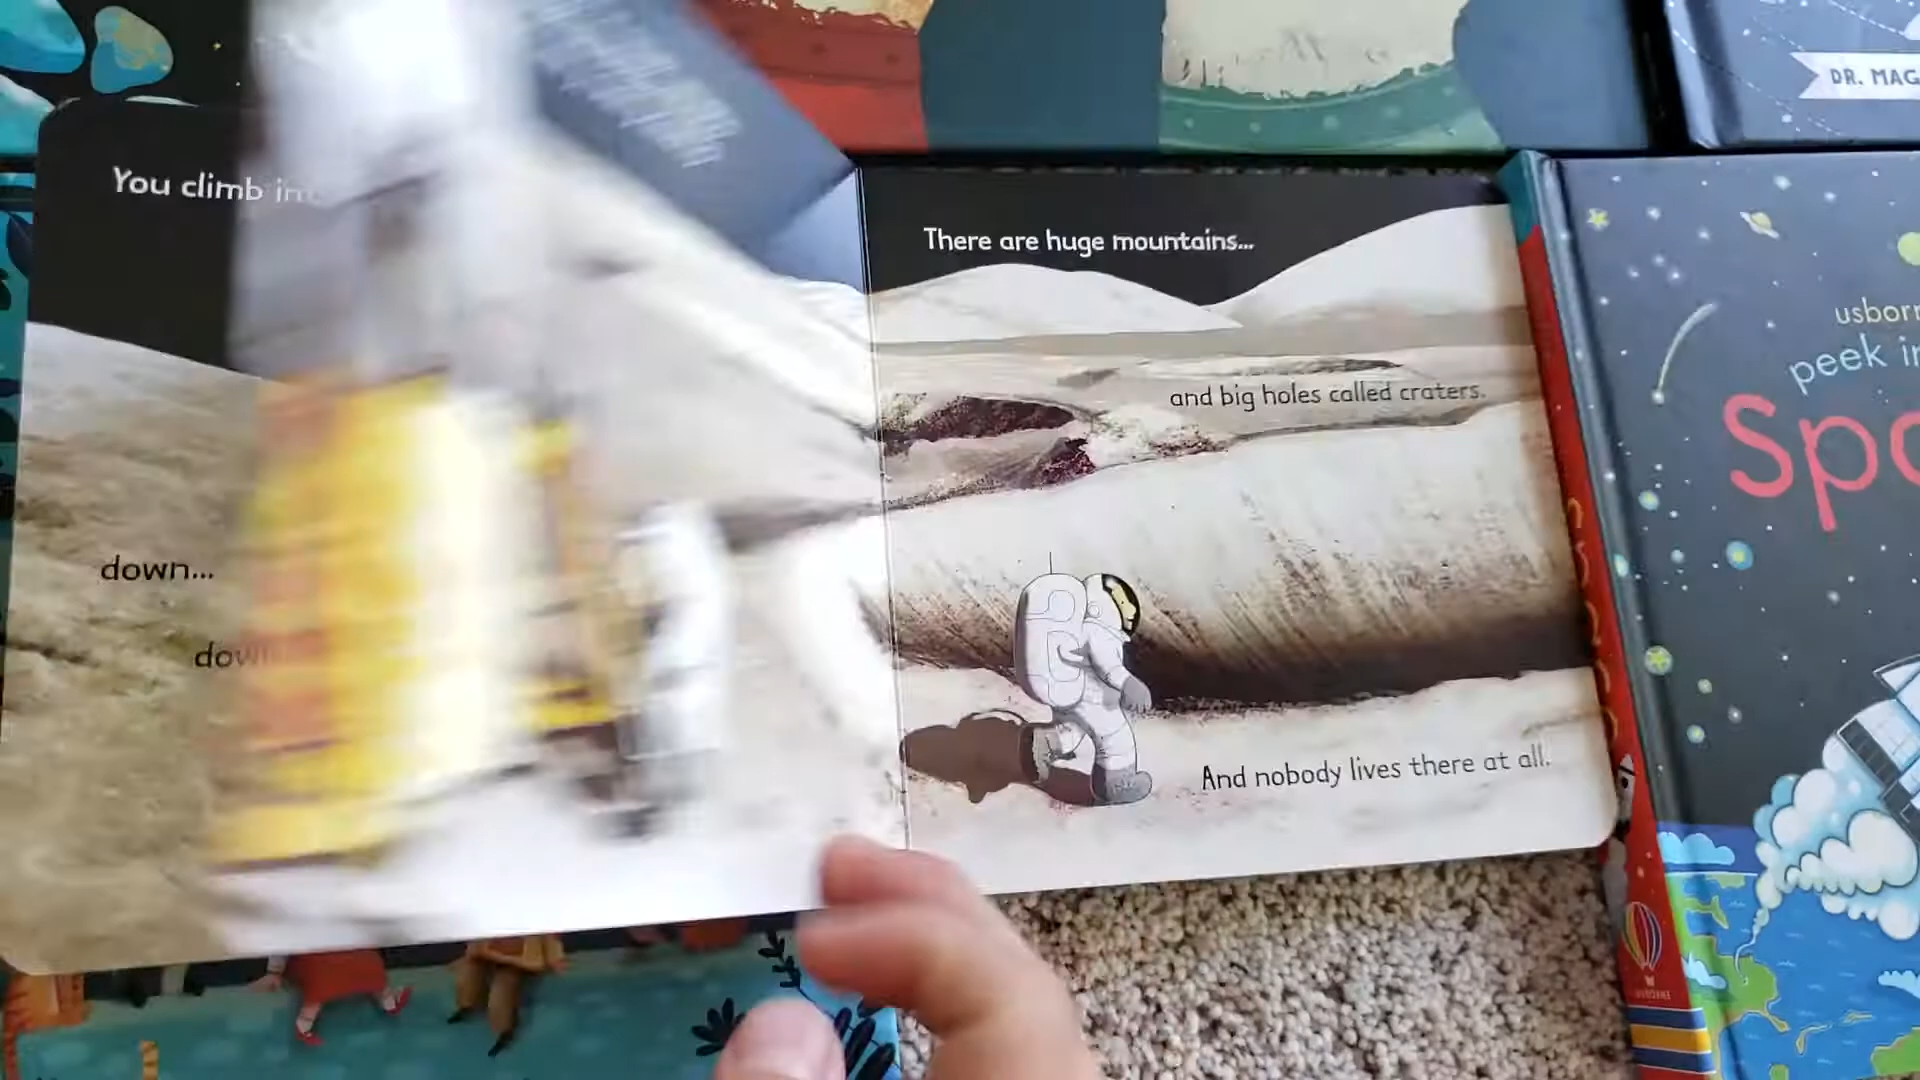 You climb
down...
There are huge mountains...
and big holes called craters.
And nobody lives there at all.
DR. MAG
usborn
peek in
Spa